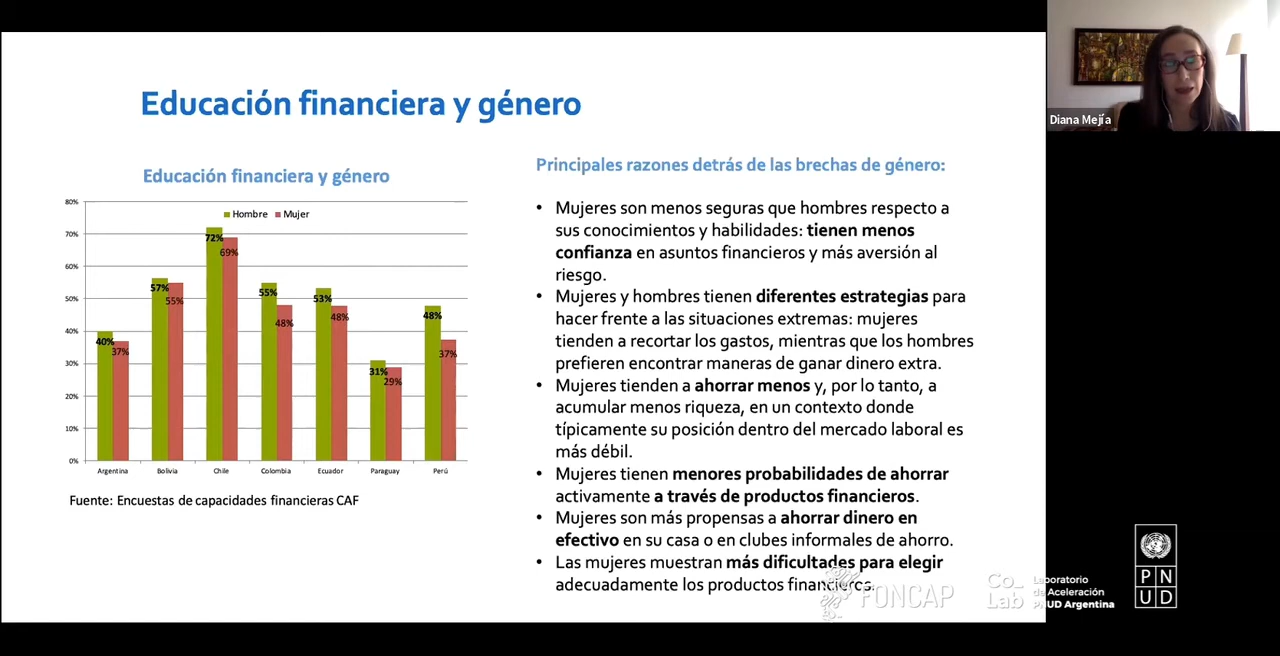 Educación financiera y género
Educación financiera y género
80%
70%
60%
50%
40%
30%
20%
10%
0%
Hombre Mujer
40%
37%
57%
55%
72%
69%
55%
48%
53%
48%
31%
29%
48%
37%
Argentina Bolivia Chile Colombia Ecuador Paraguay Perú
Fuente: Encuestas de capacidades financieras CAF
Principales razones detrás de las brechas de género:
• Mujeres son menos seguras que hombres respecto a
sus conocimientos y habilidades: tienen menos
confianza en asuntos financieros y más aversión al
riesgo.
• Mujeres y hombres tienen diferentes estrategias para
hacer frente a las situaciones extremas: mujeres
tienden a recortar los gastos, mientras que los hombres
prefieren encontrar maneras de ganar dinero extra.
• Mujeres tienden a ahorrar menos y, por lo tanto, a
acumular menos riqueza, en un contexto donde
típicamente su posición dentro del mercado laboral es
más débil.
• Mujeres tienen menores probabilidades de ahorrar
activamente a través de productos financieros.
• Mujeres son más propensas a ahorrar dinero en
efectivo en su casa o en clubes informales de ahorro.
• Las mujeres muestran más dificultades para elegir
adecuadamente los productos financieros.
Diana Mejía
FONCAP
Co_
Lab
Laboratorio
de Aceleración
PNUD Argentina
PN
UD